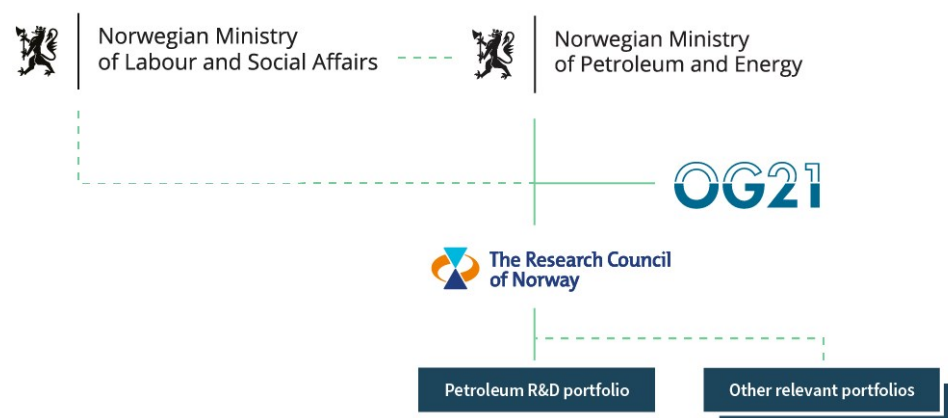 Norwegian Ministry
of Labour and Social Affairs
Norwegian Ministry
of Petroleum and Energy
OG21
The Research Council
of Norway
Petroleum R&D portfolio
Other relevant portfolios